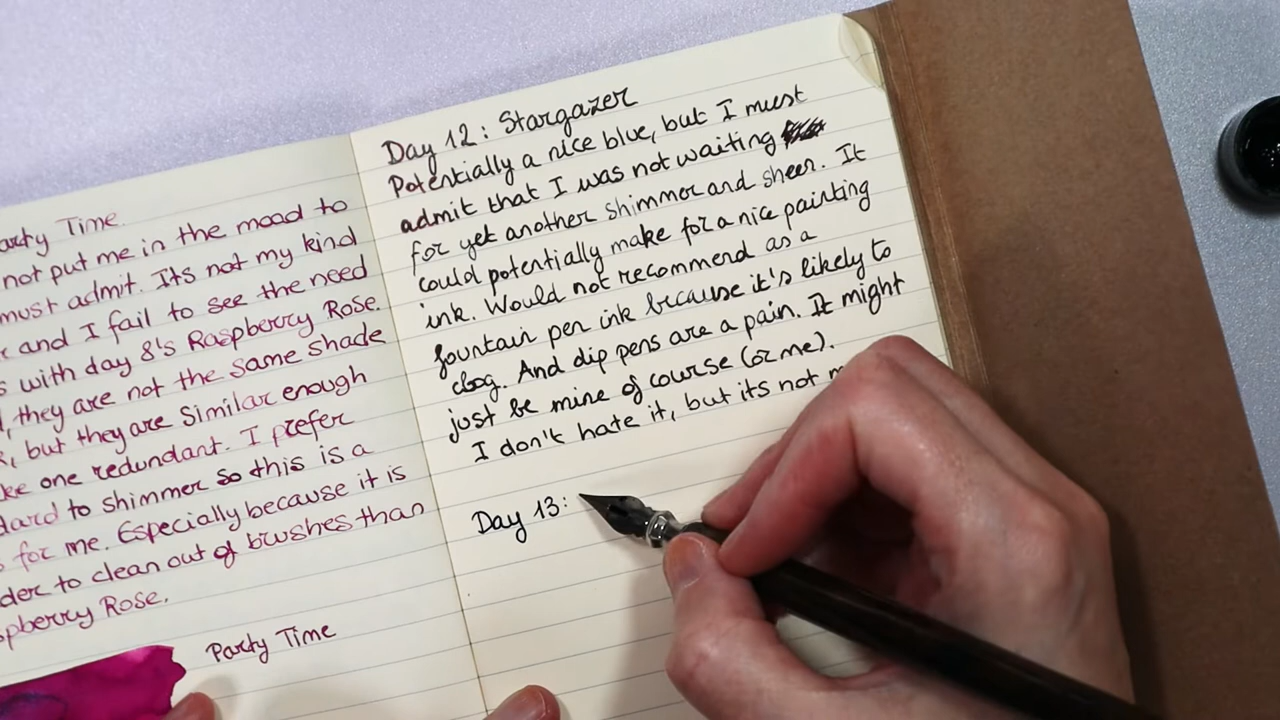 Party Time
not put me in the mood to
must admit. Its not my kind
and I fail to see the need
with day 8's Raspberry Rose.
they are not the same shade
but they are similar enough
one redundant. I prefer
to shimmer so this is a
for me. Especially because it is
to clean out of brushes than
Rose.
Party Time
Day 12: Stargazer
Potentially a nice blue, but I must
admit that I was not waiting
for yet another shimmer and sheer. It
could potentially make for a nice painting
ink. Would not recommend as a
fountain pen ink because it's likely to
clog. And dip pens are a pain. It might
just be mine of course (or me).
I don't hate it, but its not
Day 13: